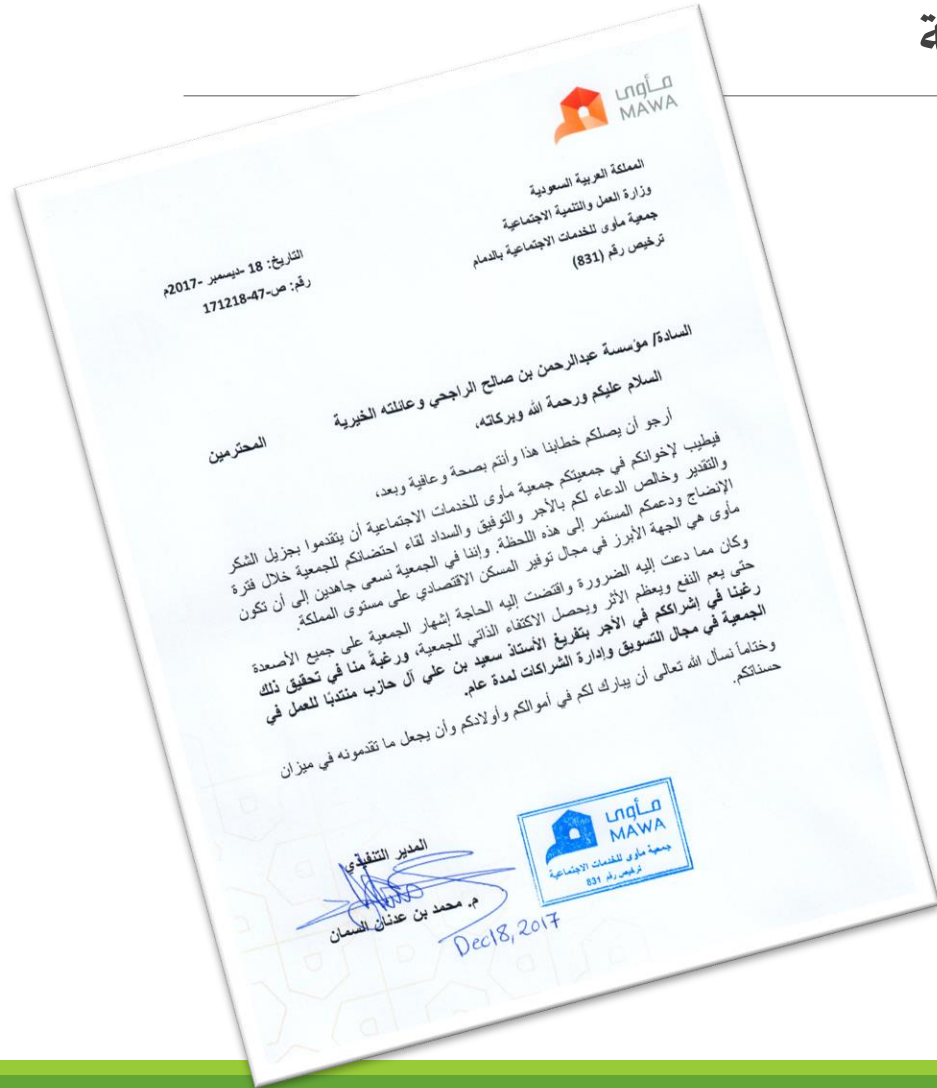 مأوى
MAWA
المملكة العربية السعودية
وزارة العمل والتنمية الاجتماعية
جمعية مأوى للخدمات الاجتماعية بالدمام
ترخيص رقم (831)
التاريخ: 18 -ديسمبر -2017م
رقم: ص-47-171218
السادة/ مؤسسة عبدالرحمن بن صالح الراجحي وعائلته الخيرية
المحترمين
السلام عليكم ورحمة الله وبركاته،
أرجو أن يصلكم خطابنا هذا وأنتم بصحة وعافية وبعد،
فيطيب لإخوانكم في جمعيتكم جمعية مأوى للخدمات الاجتماعية أن يتقدموا بجزيل الشكر
والتقدير وخالص الدعاء لكم بالأجر والتوفيق والسداد لقاء احتضانكم للجمعية خلال فترة
الإنضاج ودعمكم المستمر إلى هذه اللحظة. وإننا في الجمعية نسعى جاهدين إلى أن تكون
مأوى هي الجهة الأبرز في مجال توفير المسكن الاقتصادي على مستوى المملكة.
وكان مما دعت إليه الضرورة واقتضت إليه الحاجة إشهار الجمعية على جميع الأصعدة
حتى يعم النفع ويعظم الأثر ويحصل الاكتفاء الذاتي للجمعية، ورغبةً منا في تحقيق ذلك
رغبنا في إشراككم في الأجر بتفريغ الأستاذ سعيد بن علي آل حازب منتدبًا للعمل في
الجمعية في مجال التسويق وإدارة الشراكات لمدة عام.
وختاماً نسأل الله تعالى أن يبارك لكم في أموالكم وأولادكم وأن يجعل ما تقدمونه في ميزان
حسناتكم.
المدير التنفيذي
م. محمد بن عدنان السمان
Dec 18, 2017
مأوى
MAWA
جمعية مأوى للخدمات الاجتماعية
ترخيص رقم 831